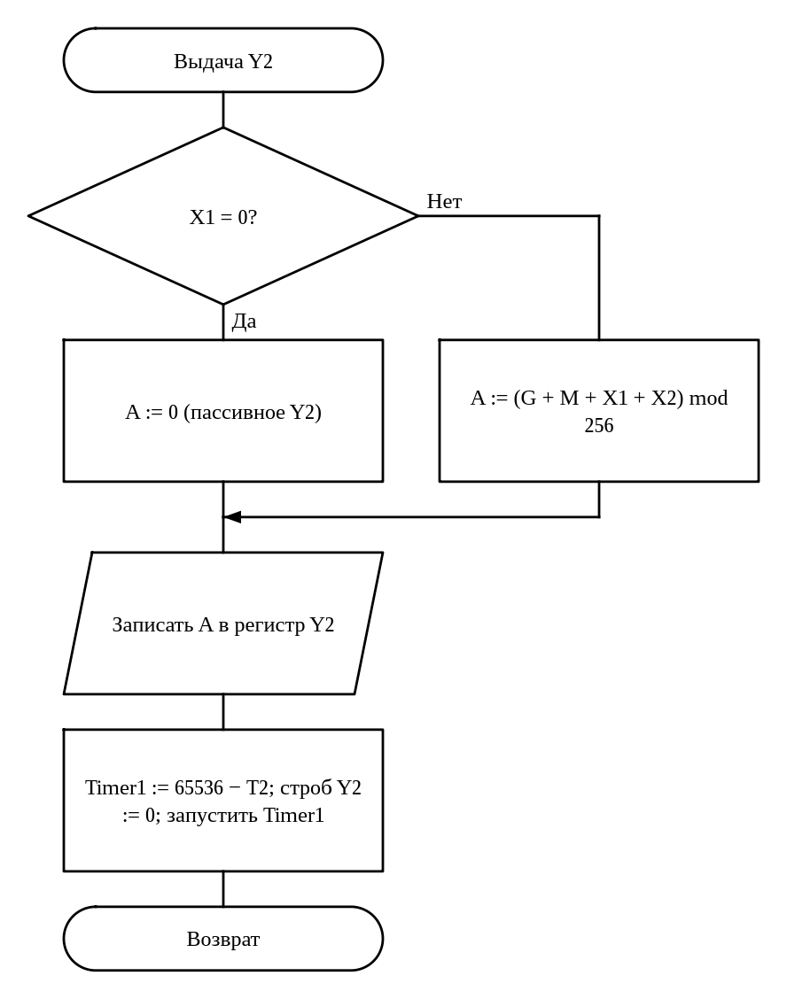 Выдача Y2
X1 = 0?
Нет
Да
A := 0 (пассивное Y2)
A := (G + M + X1 + X2) mod
256
Записать A в регистр Y2
Timer1 := 65536 − T2; строб Y2
:= 0; запустить Timer1
Возврат